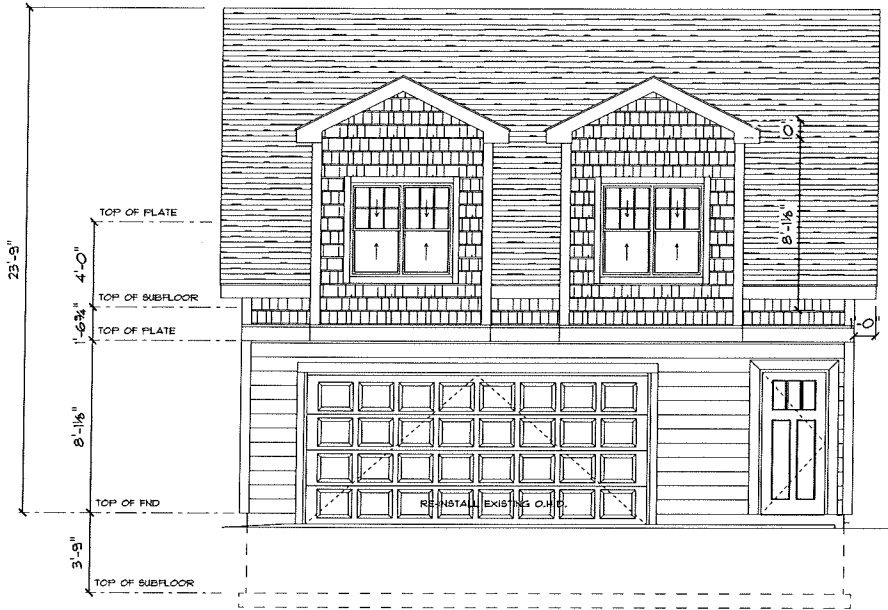 23'-9"
TOP OF PLATE
4'-0"
TOP OF SUBFLOOR
1'-6¾"
TOP OF PLATE
8'-1⅛"
TOP OF FND
3'-9"
TOP OF SUBFLOOR
RE-INSTALL EXISTING O.H.D.
8'-1⅛"